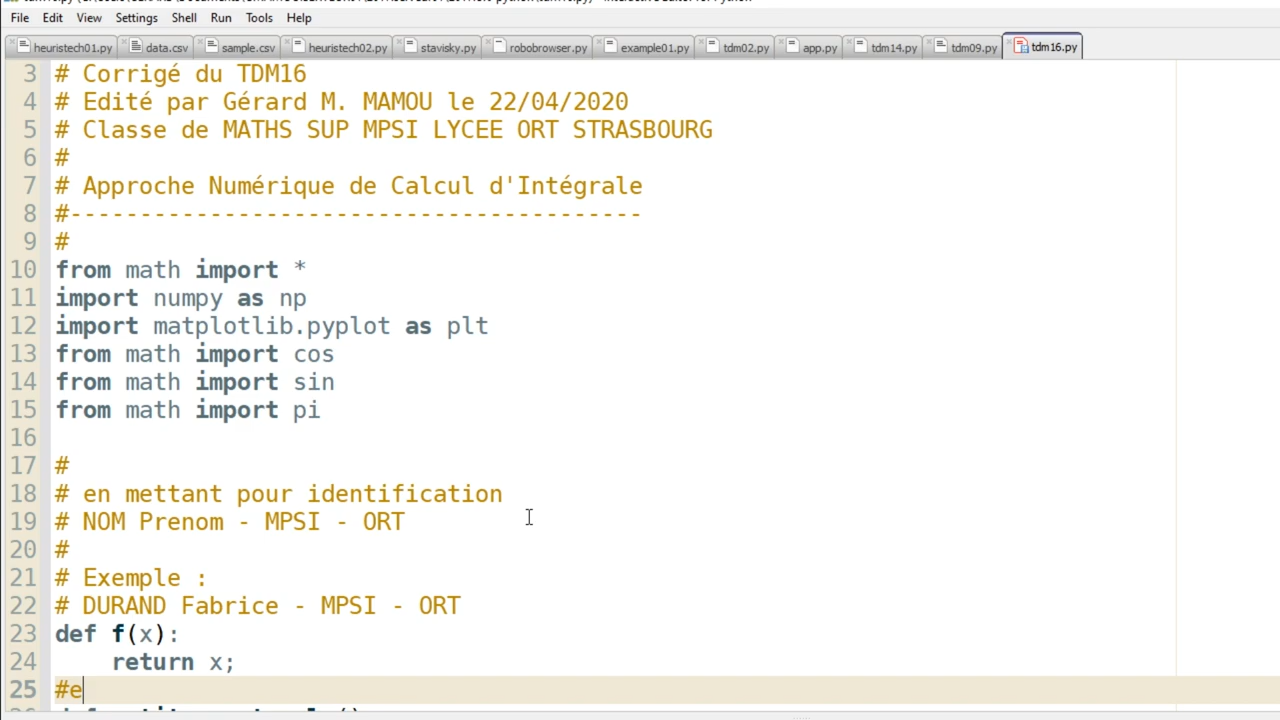 File Edit View Settings Shell Run Tools Help
heuristech01.py data.csv sample.csv heuristech02.py stavisky.py robobrowser.py example01.py tdm02.py app.py tdm14.py tdm09.py tdm16.py
3 # Corrigé du TDM16
4 # Edité par Gérard M. MAMOU le 22/04/2020
5 # Classe de MATHS SUP MPSI LYCEE ORT STRASBOURG
6 #
7 # Approche Numérique de Calcul d'Intégrale
8 #-----------------------------------------
9 #
10 from math import *
11 import numpy as np
12 import matplotlib.pyplot as plt
13 from math import cos
14 from math import sin
15 from math import pi
16
17 #
18 # en mettant pour identification
19 # NOM Prenom - MPSI - ORT
20 #
21 # Exemple :
22 # DURAND Fabrice - MPSI - ORT
23 def f(x):
24 return x;
25 #e